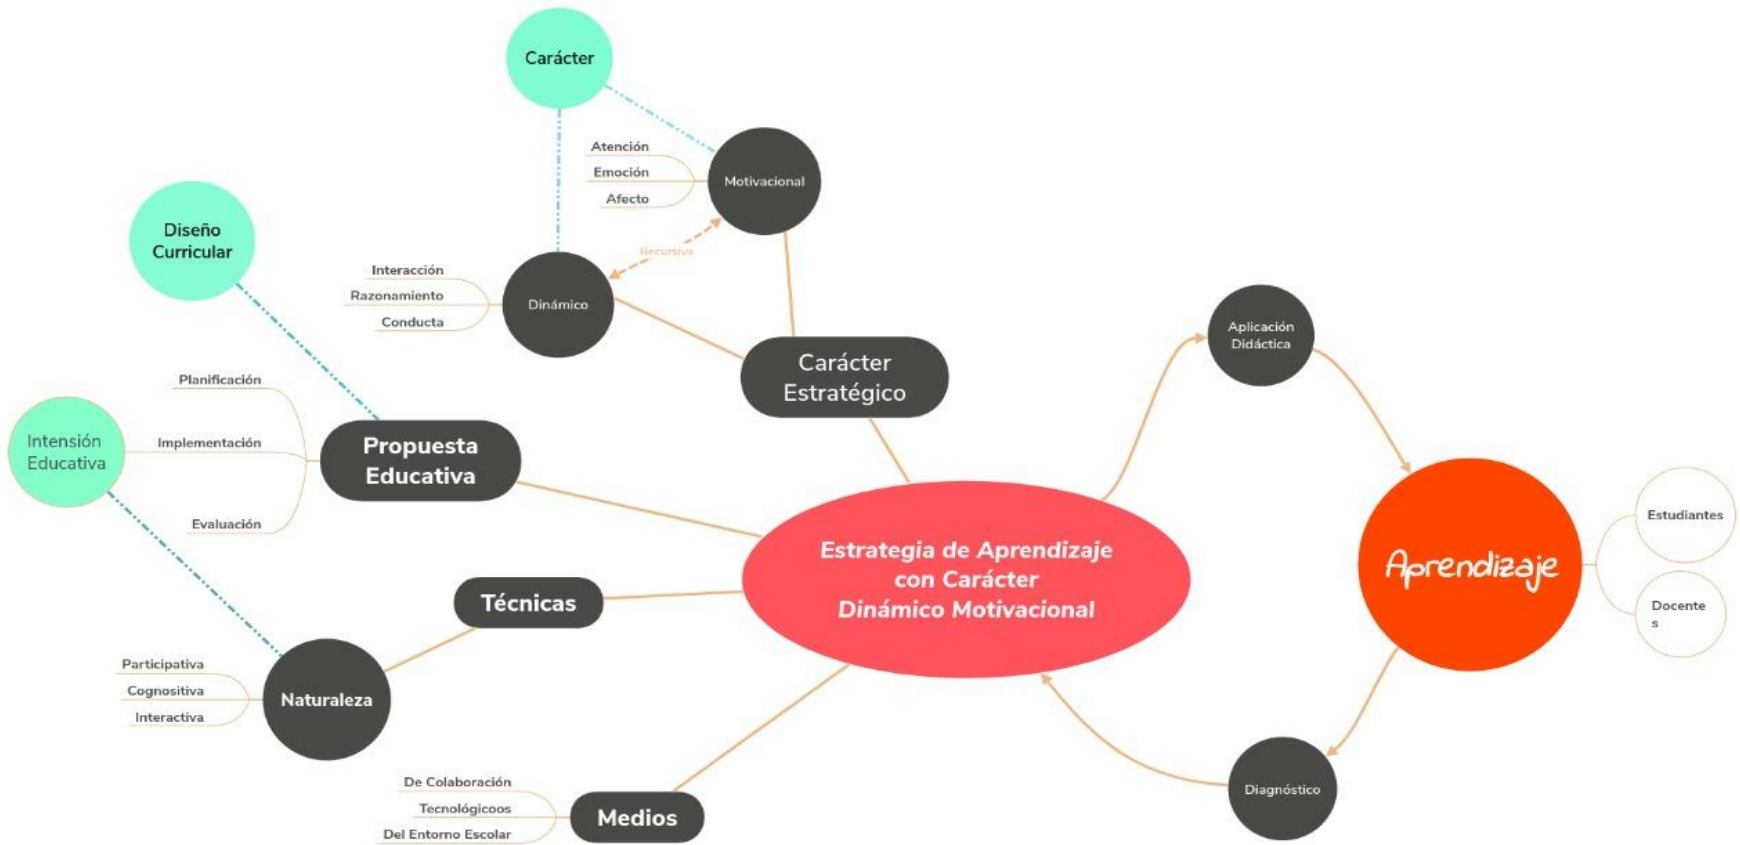 Carácter
Atención
Emoción
Afecto
Motivacional
Recursivo
Diseño
Curricular
Interacción
Razonamiento
Conducta
Dinámico
Carácter
Estratégico
Aplicación
Didáctica
Planificación
Implementación
Evaluación
Intensión
Educativa
Propuesta
Educativa
Estrategia de Aprendizaje
con Carácter
Dinámico Motivacional
Aprendizaje
Estudiantes
Docente
s
Técnicas
Participativa
Cognositiva
Interactiva
Naturaleza
De Colaboración
Tecnológicoos
Del Entorno Escolar
Medios
Diagnóstico